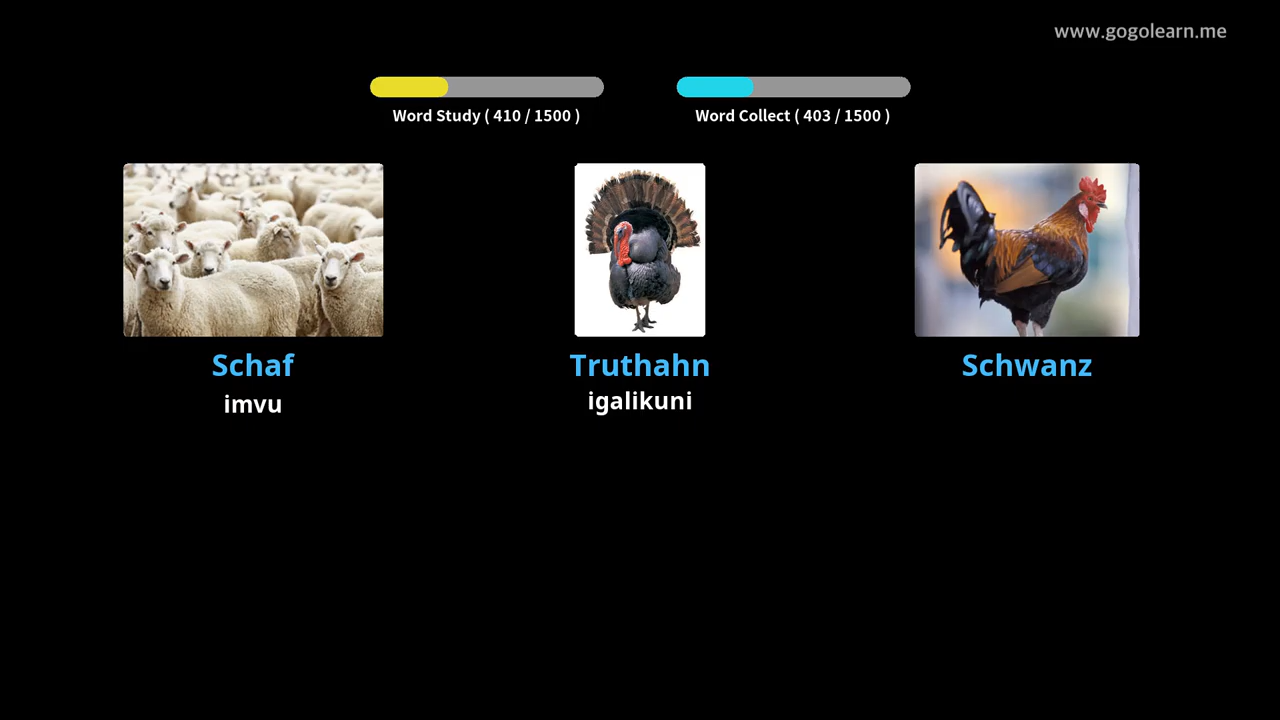 www.gogolearn.me
Word Study ( 410 / 1500 )
Word Collect ( 403 / 1500 )
Schaf
Truthahn
Schwanz
imvu
igalikuni